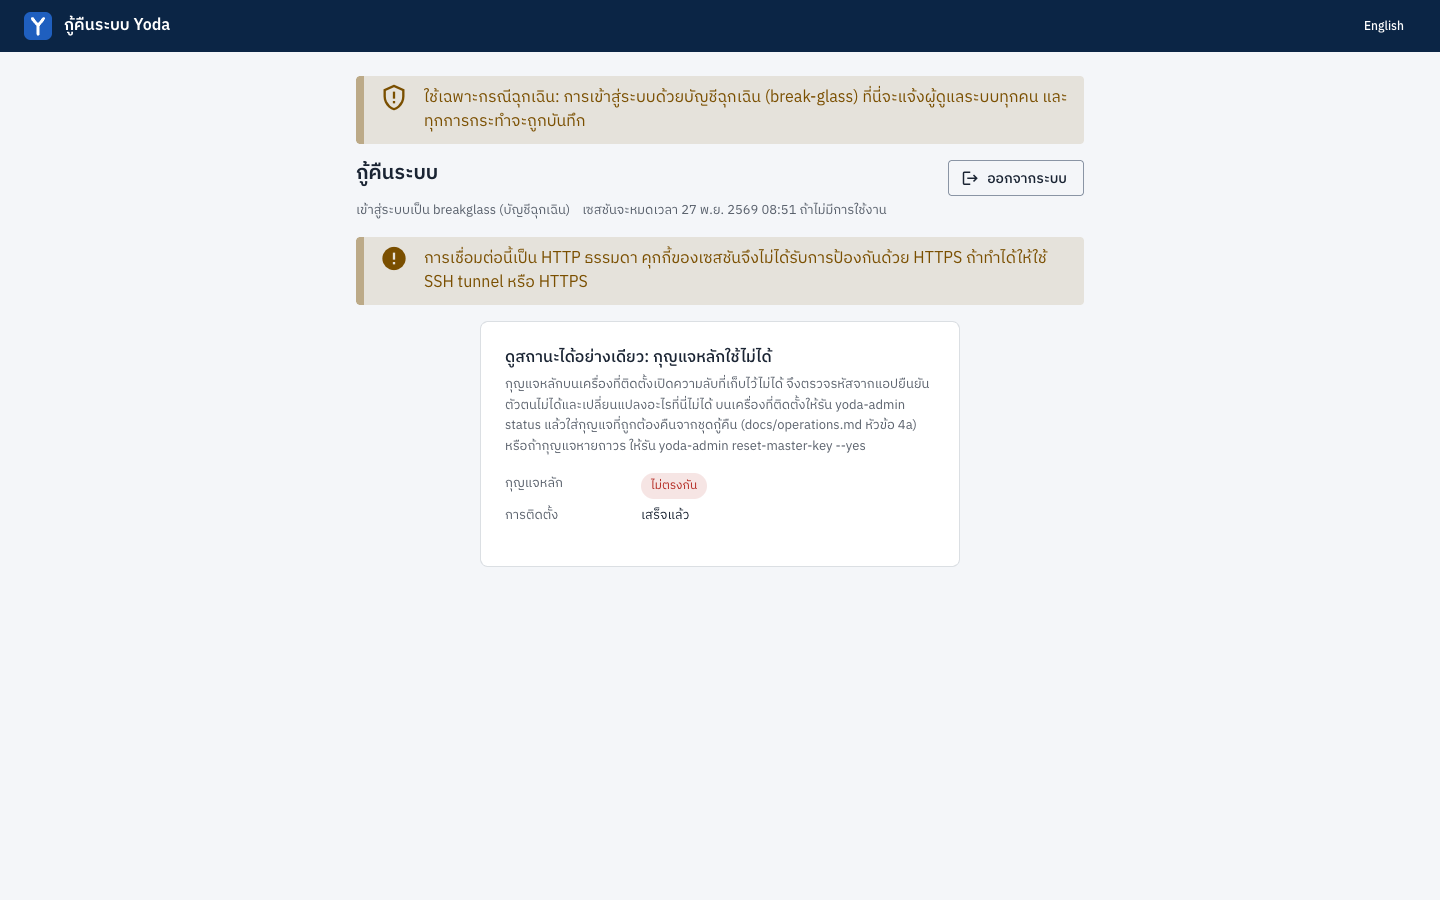 Y กู้คืนระบบ Yoda
English
ใช้เฉพาะกรณีฉุกเฉิน: การเข้าสู่ระบบด้วยบัญชีฉุกเฉิน (break-glass) ที่นี่จะแจ้งผู้ดูแลระบบทุกคน และ
ทุกการกระทำจะถูกบันทึก
กู้คืนระบบ
ออกจากระบบ
เข้าสู่ระบบเป็น breakglass (บัญชีฉุกเฉิน) เซสชันจะหมดเวลา 27 พ.ย. 2569 08:51 ถ้าไม่มีการใช้งาน
การเชื่อมต่อนี้เป็น HTTP ธรรมดา คุกกี้ของเซสชันจึงไม่ได้รับการป้องกันด้วย HTTPS ถ้าทำได้ให้ใช้
SSH tunnel หรือ HTTPS
ดูสถานะได้อย่างเดียว: กุญแจหลักใช้ไม่ได้
กุญแจหลักบนเครื่องที่ติดตั้งเปิดความลับที่เก็บไว้ไม่ได้ จึงตรวจรหัสจากแอปยืนยัน
ตัวตนไม่ได้และเปลี่ยนแปลงอะไรที่นี่ไม่ได้ บนเครื่องที่ติดตั้งให้รัน yoda-admin
status แล้วใส่กุญแจที่ถูกต้องคืนจากชุดกู้คืน (docs/operations.md หัวข้อ 4a)
หรือถ้ากุญแจหายถาวร ให้รัน yoda-admin reset-master-key --yes
กุญแจหลัก ไม่ตรงกัน
การติดตั้ง เสร็จแล้ว